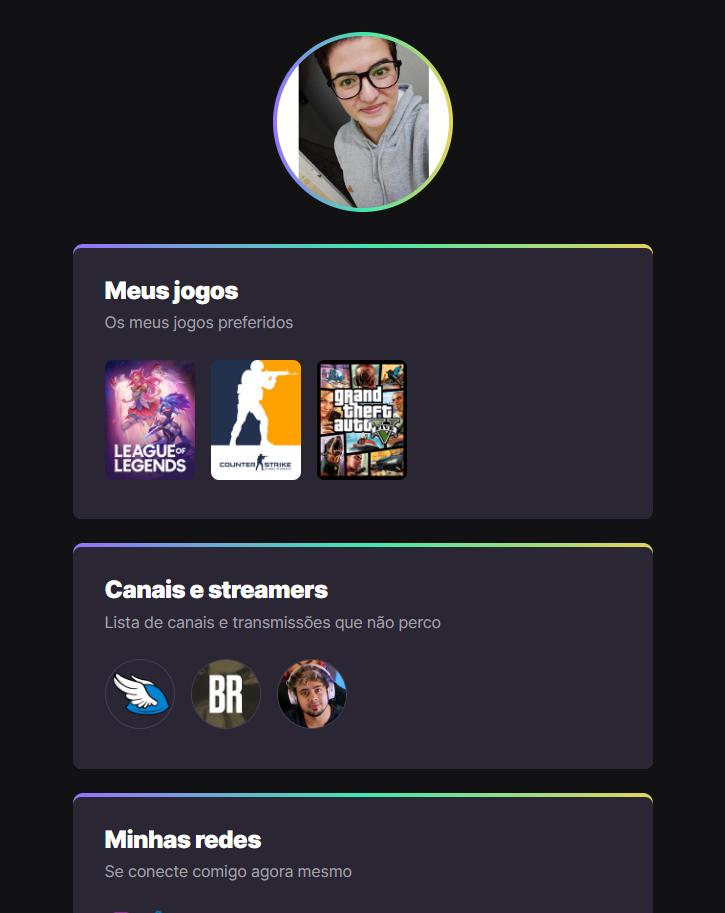 Meus jogos
Os meus jogos preferidos
LEAGUE OF
LEGENDS
COUNTER STRIKE
grand
theft
auto
FIVE
Canais e streamers
Lista de canais e transmissões que não perco
BR
Minhas redes
Se conecte comigo agora mesmo